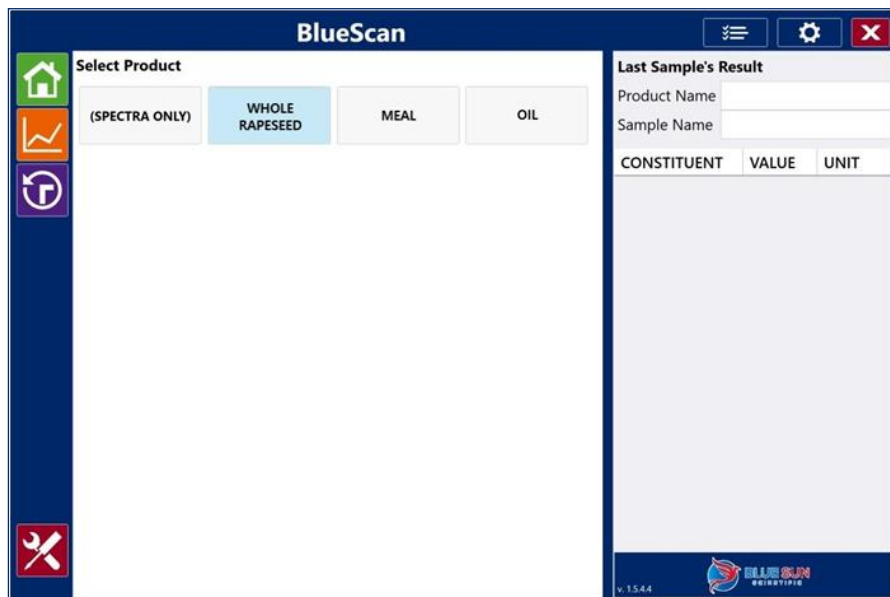 BlueScan
Select Product
(SPECTRA ONLY)
WHOLE
RAPESEED
MEAL
OIL
Last Sample's Result
Product Name
Sample Name
CONSTITUENT VALUE UNIT
v. 1.5.4.4
BLUE SUN
SCIENTIFIC